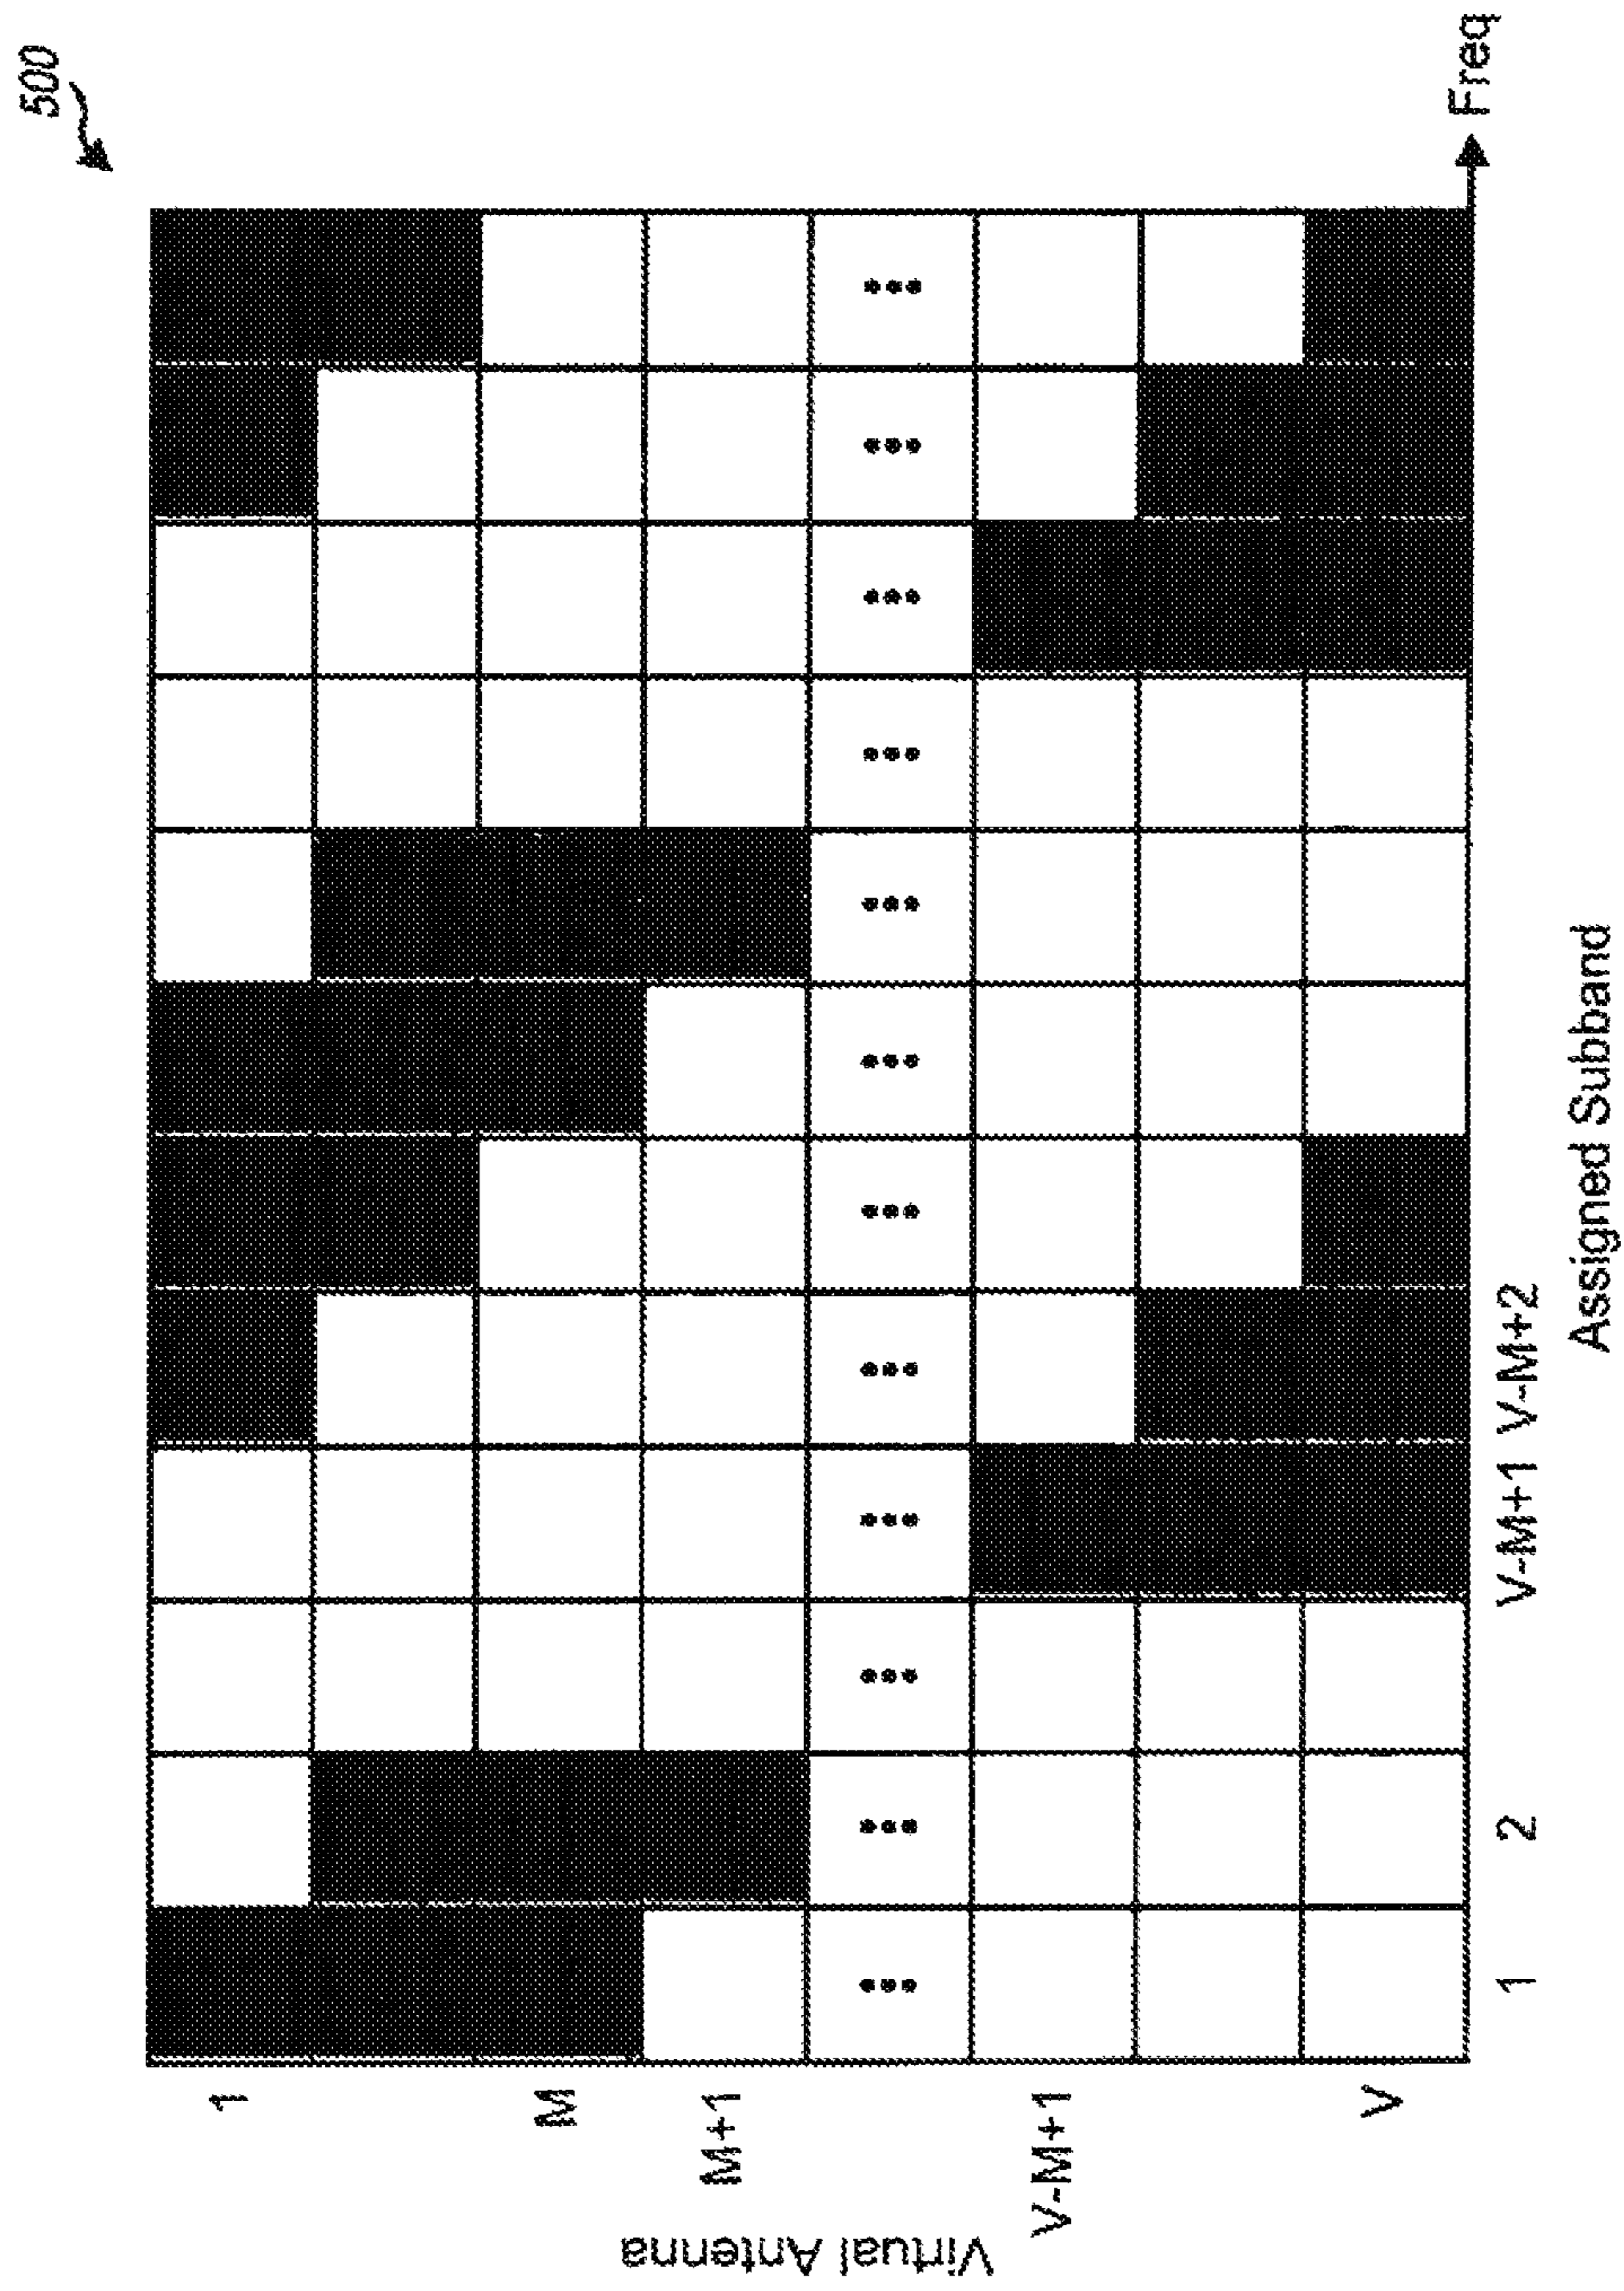 500
Virtual Antenna
1
M
M+1
V-M+1
V
1 2 V-M+1 V-M+2
Freq
Assigned Subband